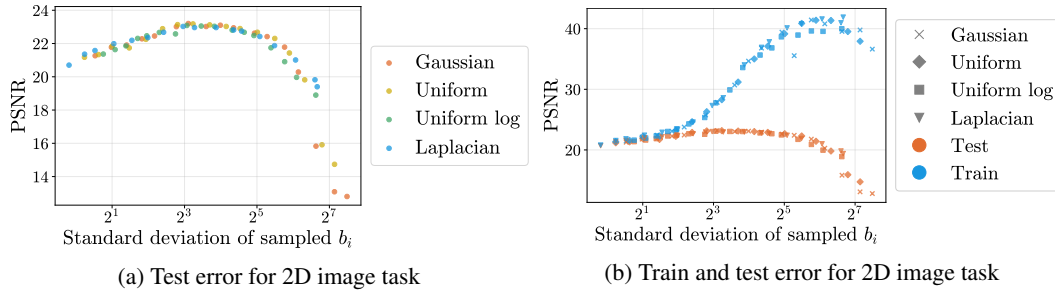 24
22
20
18
16
14
PSNR
2^1
2^3
2^5
2^7
Standard deviation of sampled b_i
Gaussian
Uniform
Uniform log
Laplacian
(a) Test error for 2D image task
40
30
20
PSNR
2^1
2^3
2^5
2^7
Standard deviation of sampled b_i
Gaussian
Uniform
Uniform log
Laplacian
Test
Train
(b) Train and test error for 2D image task